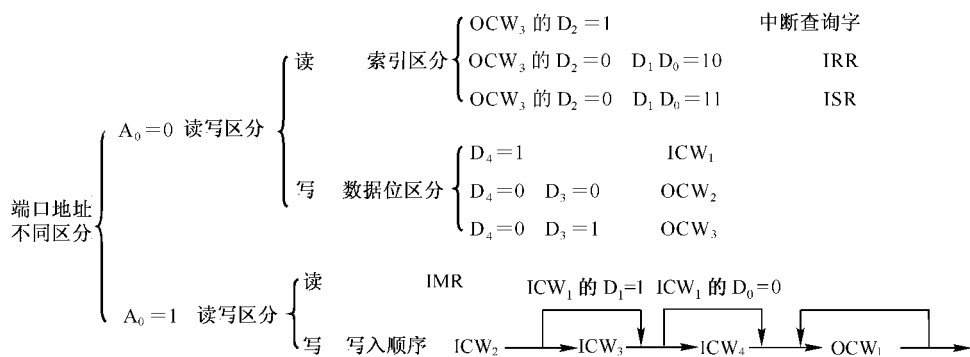 OCW₃ 的 D₂=1 中断查询字
读 索引区分 OCW₃ 的 D₂=0 D₁ D₀=10 IRR
OCW₃ 的 D₂=0 D₁ D₀=11 ISR
A₀=0 读写区分
D₄=1 ICW₁
写 数据位区分 D₄=0 D₃=0 OCW₂
D₄=0 D₃=1 OCW₃
端口地址
不同区分
读 IMR
ICW₁ 的 D₁=1 ICW₁ 的 D₀=0
A₀=1 读写区分
写 写入顺序 ICW₂ ICW₃ ICW₄ OCW₁